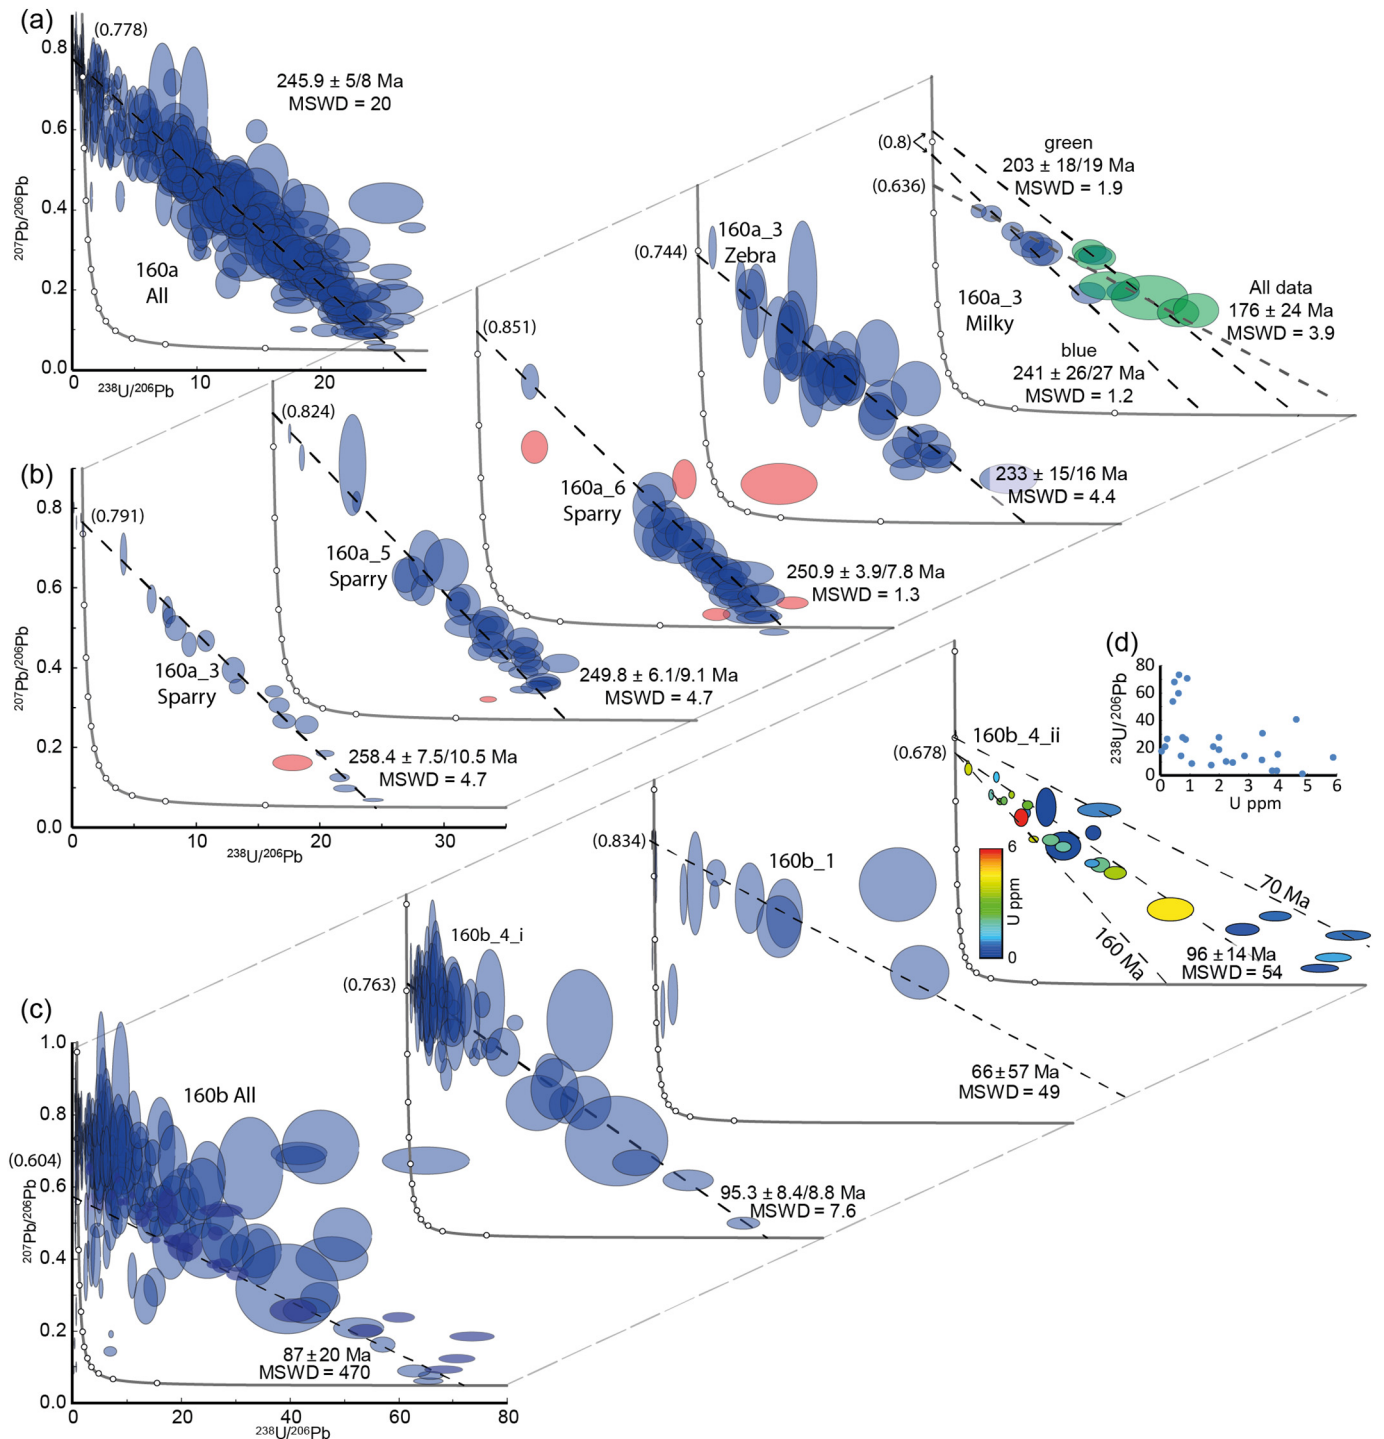 (a)
(0.778)
245.9 ± 5/8 Ma
MSWD = 20
160a
All
0.8
0.6
0.4
0.2
0.0
²⁰⁷Pb/²⁰⁶Pb
0
10
20
²³⁸U/²⁰⁶Pb
(0.8)
(0.636)
green
203 ± 18/19 Ma
MSWD = 1.9
160a_3
Milky
All data
176 ± 24 Ma
MSWD = 3.9
blue
241 ± 26/27 Ma
MSWD = 1.2
(0.744)
160a_3
Zebra
233 ± 15/16 Ma
MSWD = 4.4
(0.851)
160a_6
Sparry
250.9 ± 3.9/7.8 Ma
MSWD = 1.3
(0.824)
160a_5
Sparry
249.8 ± 6.1/9.1 Ma
MSWD = 4.7
(b)
(0.791)
160a_3
Sparry
258.4 ± 7.5/10.5 Ma
MSWD = 4.7
0.8
0.6
0.4
0.2
0.0
²⁰⁷Pb/²⁰⁶Pb
0
10
20
30
²³⁸U/²⁰⁶Pb
(d)
80
60
40
20
0
²³⁸U/²⁰⁶Pb
0
1
2
3
4
5
6
U ppm
160b_4_ii
(0.678)
6
U ppm
0
70 Ma
160 Ma
96 ± 14 Ma
MSWD = 54
(0.834)
160b_1
66 ± 57 Ma
MSWD = 49
160b_4_i
(0.763)
95.3 ± 8.4/8.8 Ma
MSWD = 7.6
(c)
160b All
(0.604)
87 ± 20 Ma
MSWD = 470
1.0
0.8
0.6
0.4
0.2
0.0
²⁰⁷Pb/²⁰⁶Pb
0
20
40
60
80
²³⁸U/²⁰⁶Pb